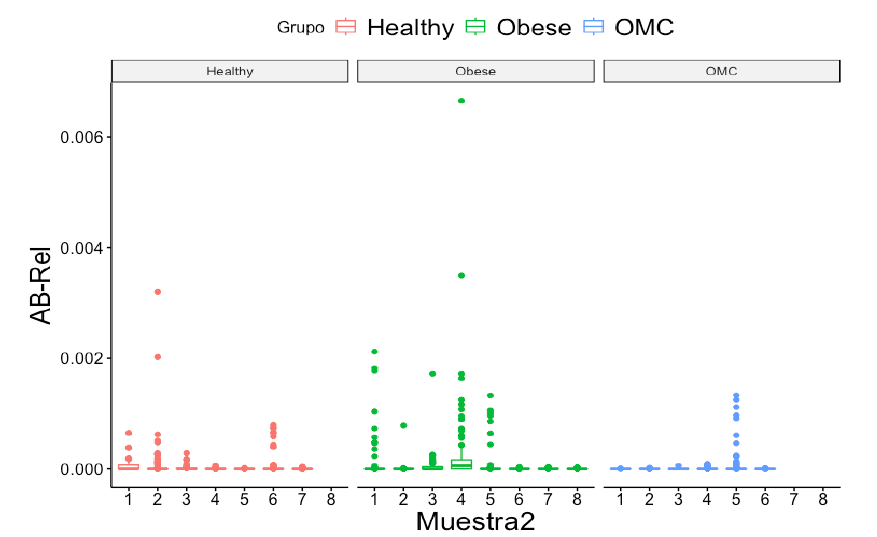 Grupo Healthy Obese OMC
Healthy Obese OMC
0.006
0.004
0.002
0.000
AB-Rel
1 2 3 4 5 6 7 8 1 2 3 4 5 6 7 8 1 2 3 4 5 6 7 8
Muestra2